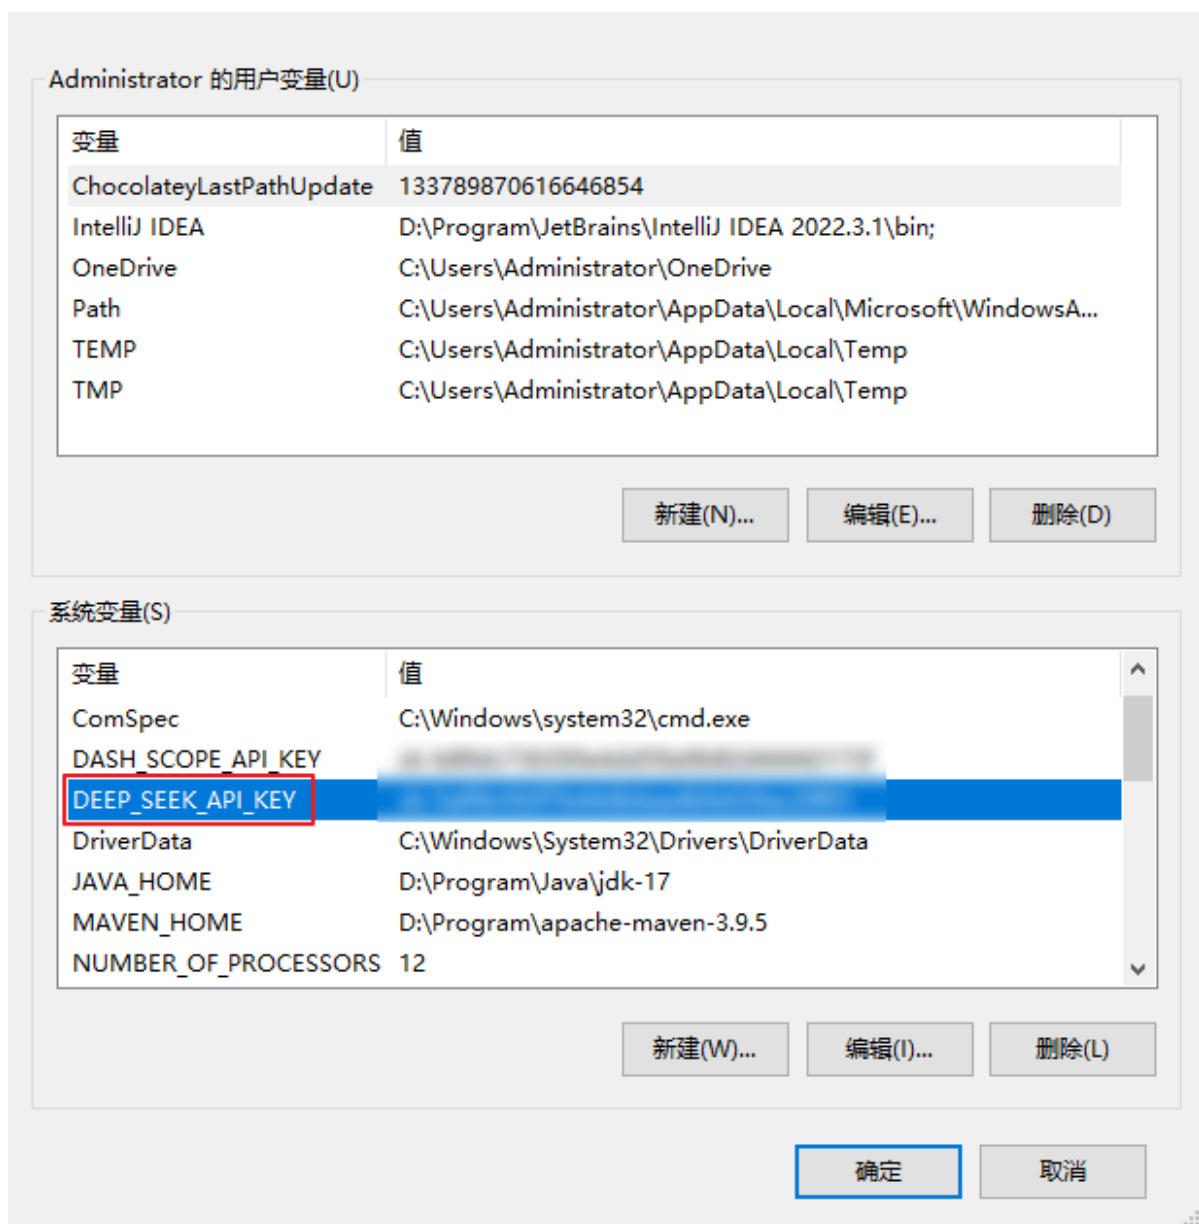 Administrator 的用户变量(U)
变量 值
ChocolateyLastPathUpdate 133789870616646854
IntelliJ IDEA D:\Program\JetBrains\IntelliJ IDEA 2022.3.1\bin;
OneDrive C:\Users\Administrator\OneDrive
Path C:\Users\Administrator\AppData\Local\Microsoft\WindowsA...
TEMP C:\Users\Administrator\AppData\Local\Temp
TMP C:\Users\Administrator\AppData\Local\Temp
新建(N)... 编辑(E)... 删除(D)
系统变量(S)
变量 值
ComSpec C:\Windows\system32\cmd.exe
DASH_SCOPE_API_KEY
DEEP_SEEK_API_KEY
DriverData C:\Windows\System32\Drivers\DriverData
JAVA_HOME D:\Program\Java\jdk-17
MAVEN_HOME D:\Program\apache-maven-3.9.5
NUMBER_OF_PROCESSORS 12
新建(W)... 编辑(I)... 删除(L)
确定 取消